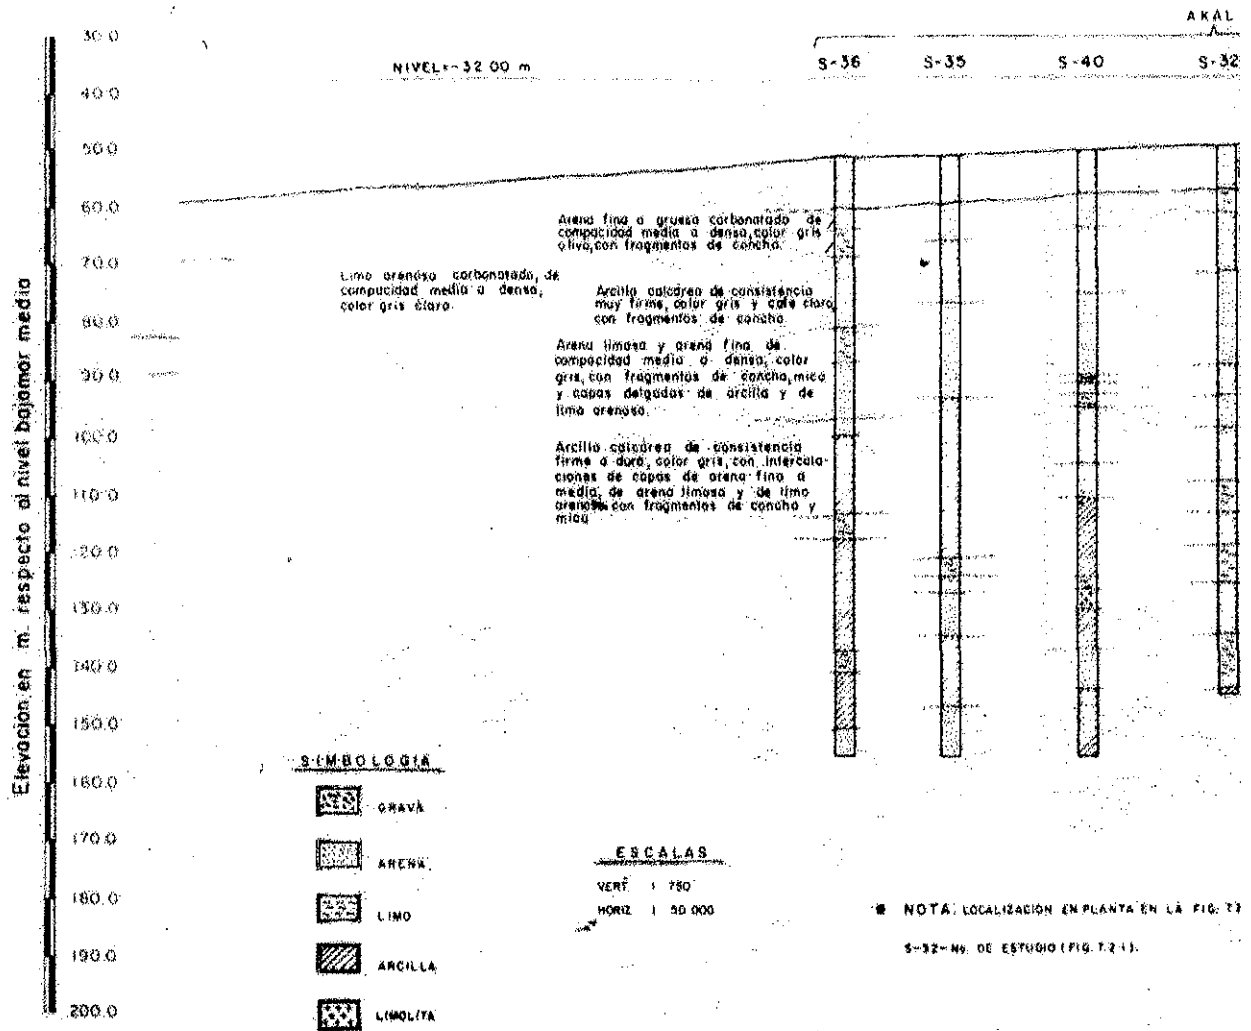 AKAL
S-36
S-35
S-40
S-32
NIVEL=-32.00 m
Elevación en m. respecto al nivel bajamar medio
30.0
40.0
50.0
60.0
70.0
80.0
90.0
100.0
110.0
120.0
130.0
140.0
150.0
160.0
170.0
180.0
190.0
200.0
Limo arenoso carbonatado, de
compacidad media a densa,
color gris claro.
Arena fina a gruesa carbonatado de
compacidad media a densa, color gris
olivo, con fragmentos de concha.
Arcilla calcárea de consistencia
muy firme, color gris y café claro,
con fragmentos de concha
Arena limosa y arena fina de
compacidad media a densa, color
gris, con fragmentos de concha, mica
y capas delgadas de arcilla y de
limo arenoso.
Arcilla calcárea de consistencia
firme a dura, color gris, con intercala-
ciones de capas de arena fina a
media, de arena limosa y de limo
arenoso, con fragmentos de concha y
mica
SIMBOLOGIA
GRAVA
ARENA
LIMO
ARCILLA
LIMOLITA
ESCALAS
VERT. 1 750
HORIZ 1 50 000
NOTA: LOCALIZACIÓN EN PLANTA EN LA FIG.
S-32-No. DE ESTUDIO (FIG. 7.2-1).